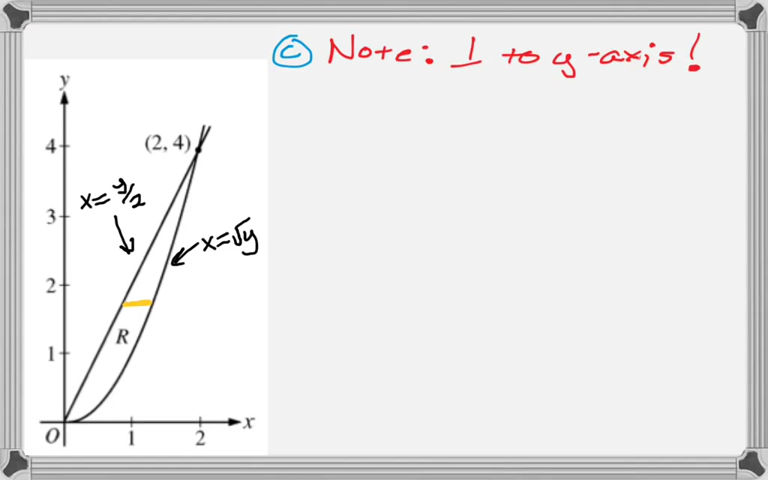 Ⓒ Note: ⊥ to y-axis!
y
4
(2, 4)
x=y/2
3
x=√y
2
R
1
O
1
2
x